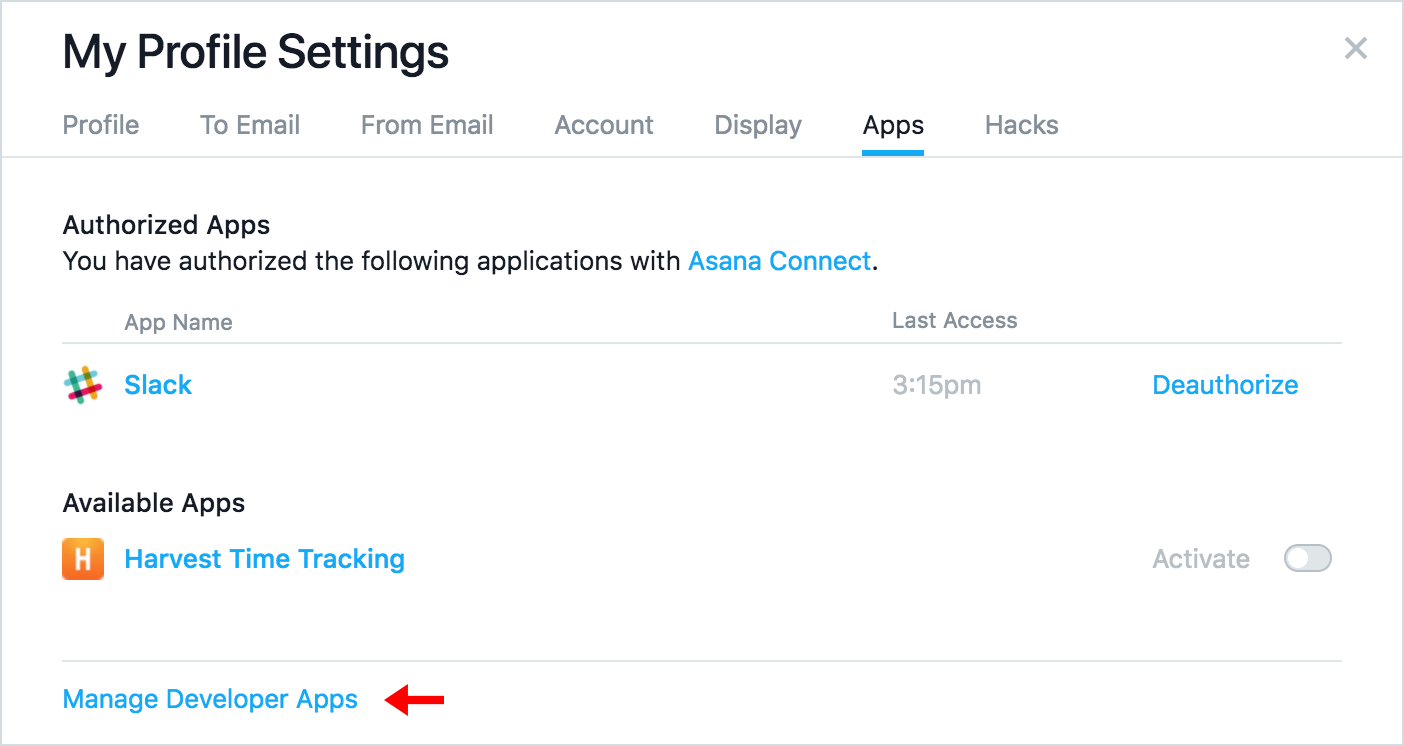 My Profile Settings
Profile To Email From Email Account Display Apps Hacks
Authorized Apps
You have authorized the following applications with Asana Connect.
App Name Last Access
Slack 3:15pm Deauthorize
Available Apps
H Harvest Time Tracking Activate
Manage Developer Apps